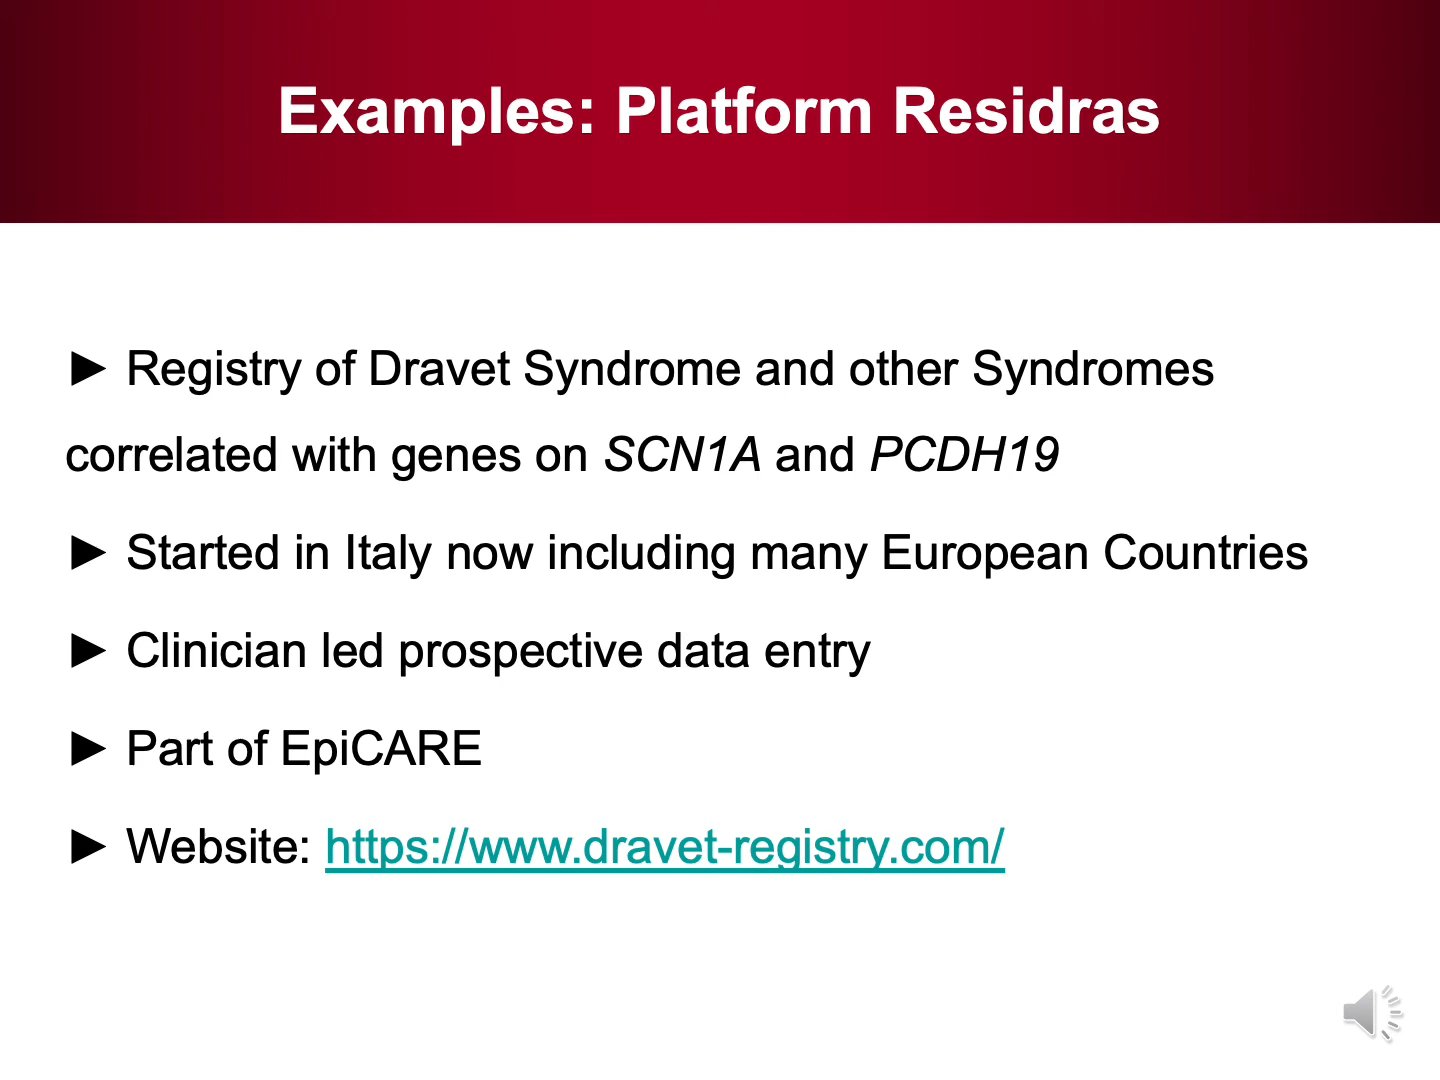 Examples: Platform Residras
► Registry of Dravet Syndrome and other Syndromes
correlated with genes on SCN1A and PCDH19
► Started in Italy now including many European Countries
► Clinician led prospective data entry
► Part of EpiCARE
► Website: https://www.dravet-registry.com/